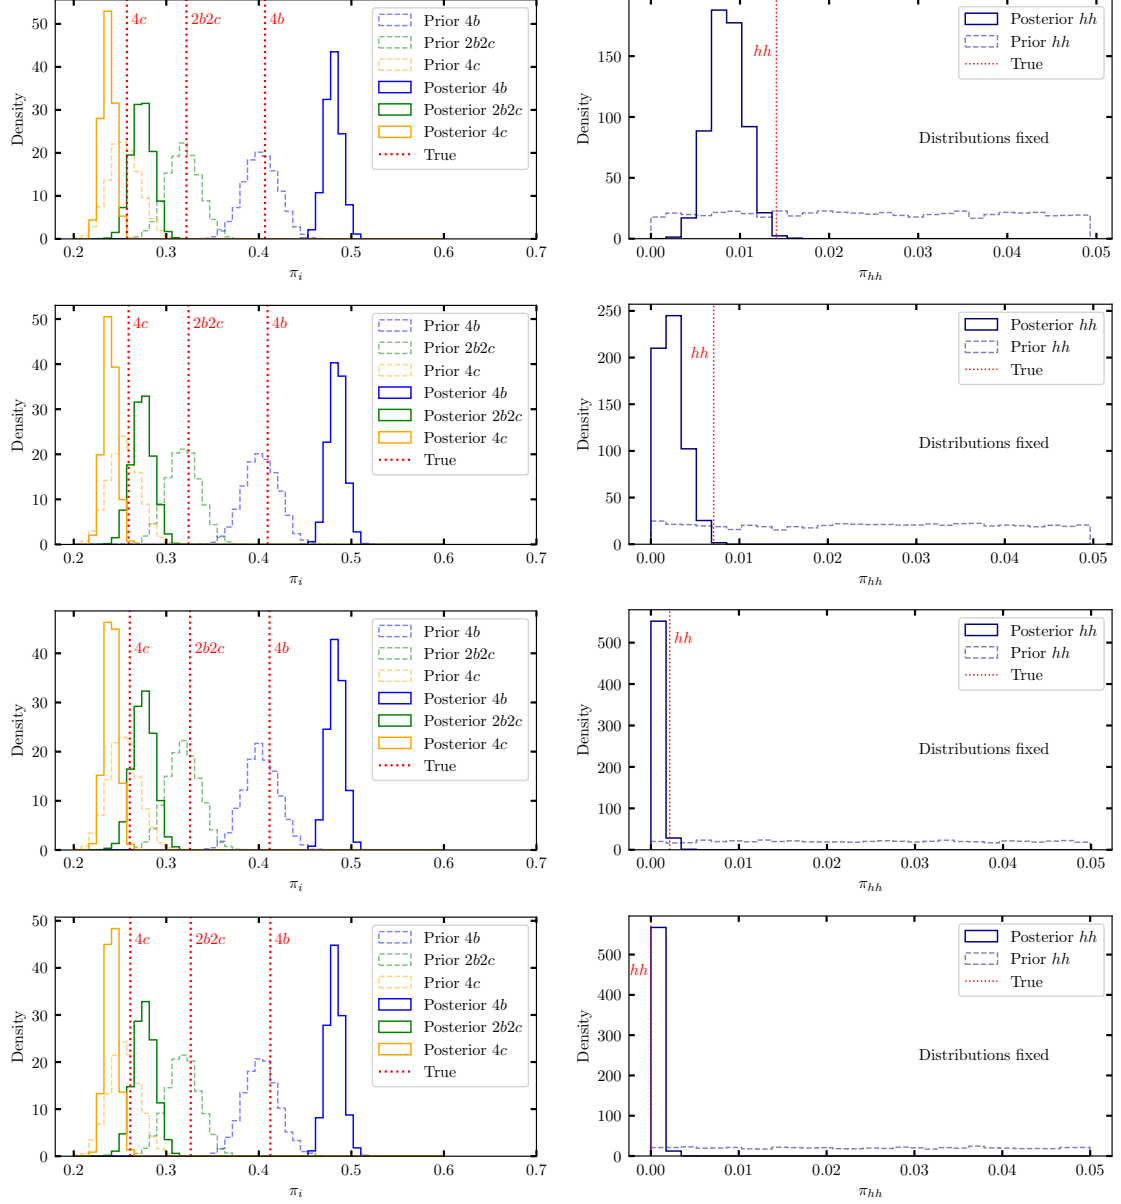 50
40
30
20
10
0
Density
4c
2b2c
4b
Prior 4b
Prior 2b2c
Prior 4c
Posterior 4b
Posterior 2b2c
Posterior 4c
True
0.2 0.3 0.4 0.5 0.6 0.7
π_i
150
100
50
0
Density
hh
Posterior hh
Prior hh
True
Distributions fixed
0.00 0.01 0.02 0.03 0.04 0.05
π_hh
50
40
30
20
10
0
Density
4c
2b2c
4b
Prior 4b
Prior 2b2c
Prior 4c
Posterior 4b
Posterior 2b2c
Posterior 4c
True
0.2 0.3 0.4 0.5 0.6 0.7
π_i
250
200
150
100
50
0
Density
hh
Posterior hh
Prior hh
True
Distributions fixed
0.00 0.01 0.02 0.03 0.04 0.05
π_hh
40
30
20
10
0
Density
4c
2b2c
4b
Prior 4b
Prior 2b2c
Prior 4c
Posterior 4b
Posterior 2b2c
Posterior 4c
True
0.2 0.3 0.4 0.5 0.6 0.7
π_i
500
400
300
200
100
0
Density
hh
Posterior hh
Prior hh
True
Distributions fixed
0.00 0.01 0.02 0.03 0.04 0.05
π_hh
50
40
30
20
10
0
Density
4c
2b2c
4b
Prior 4b
Prior 2b2c
Prior 4c
Posterior 4b
Posterior 2b2c
Posterior 4c
True
0.2 0.3 0.4 0.5 0.6 0.7
π_i
500
400
300
200
100
0
Density
hh
Posterior hh
Prior hh
True
Distributions fixed
0.00 0.01 0.02 0.03 0.04 0.05
π_hh